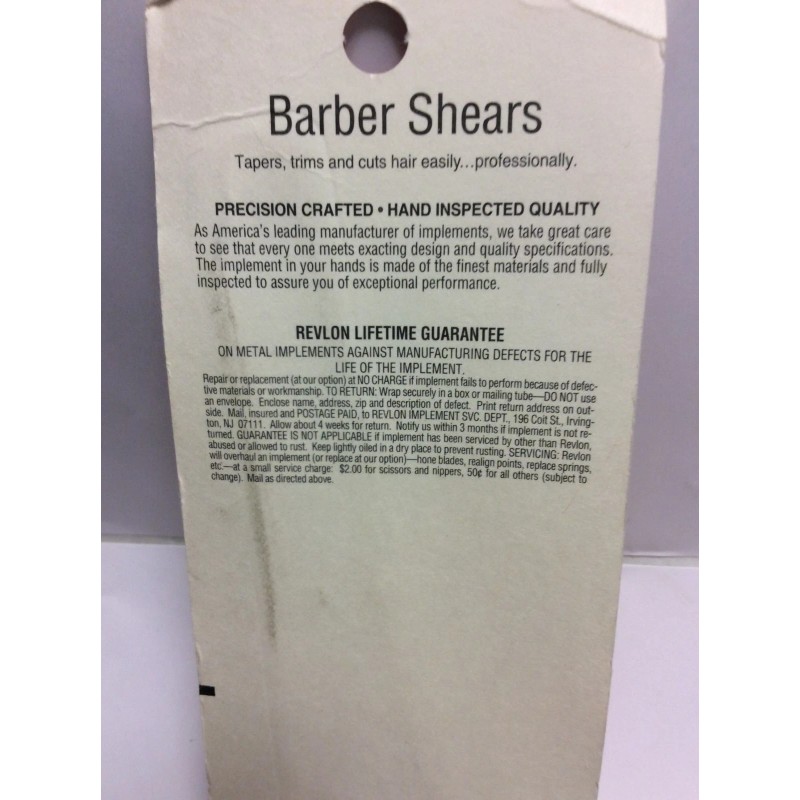 Barber Shears
Tapers, trims and cuts hair easily...professionally.
PRECISION CRAFTED • HAND INSPECTED QUALITY
As America's leading manufacturer of implements, we take great care
to see that every one meets exacting design and quality specifications.
The implement in your hands is made of the finest materials and fully
inspected to assure you of exceptional performance.
REVLON LIFETIME GUARANTEE
ON METAL IMPLEMENTS AGAINST MANUFACTURING DEFECTS FOR THE
LIFE OF THE IMPLEMENT.
Repair or replacement (at our option) at NO CHARGE if implement fails to perform because of defec-
tive materials or workmanship. TO RETURN: Wrap securely in a box or mailing tube—DO NOT use
an envelope. Enclose name, address, zip and description of defect. Print return address on out-
side. Mail, insured and POSTAGE PAID, to REVLON IMPLEMENT SVC. DEPT., 196 Coit St., Irving-
ton, NJ 07111. Allow about 4 weeks for return. Notify us within 3 months if implement is not re-
turned. GUARANTEE IS NOT APPLICABLE if implement has been serviced by other than Revlon,
abused or allowed to rust. Keep lightly oiled in a dry place to prevent rusting. SERVICING: Revlon
will overhaul an implement (or replace at our option)—hone blades, realign points, replace springs,
etc.—at a small service charge: $2.00 for scissors and nippers, 50¢ for all others (subject to
change). Mail as directed above.